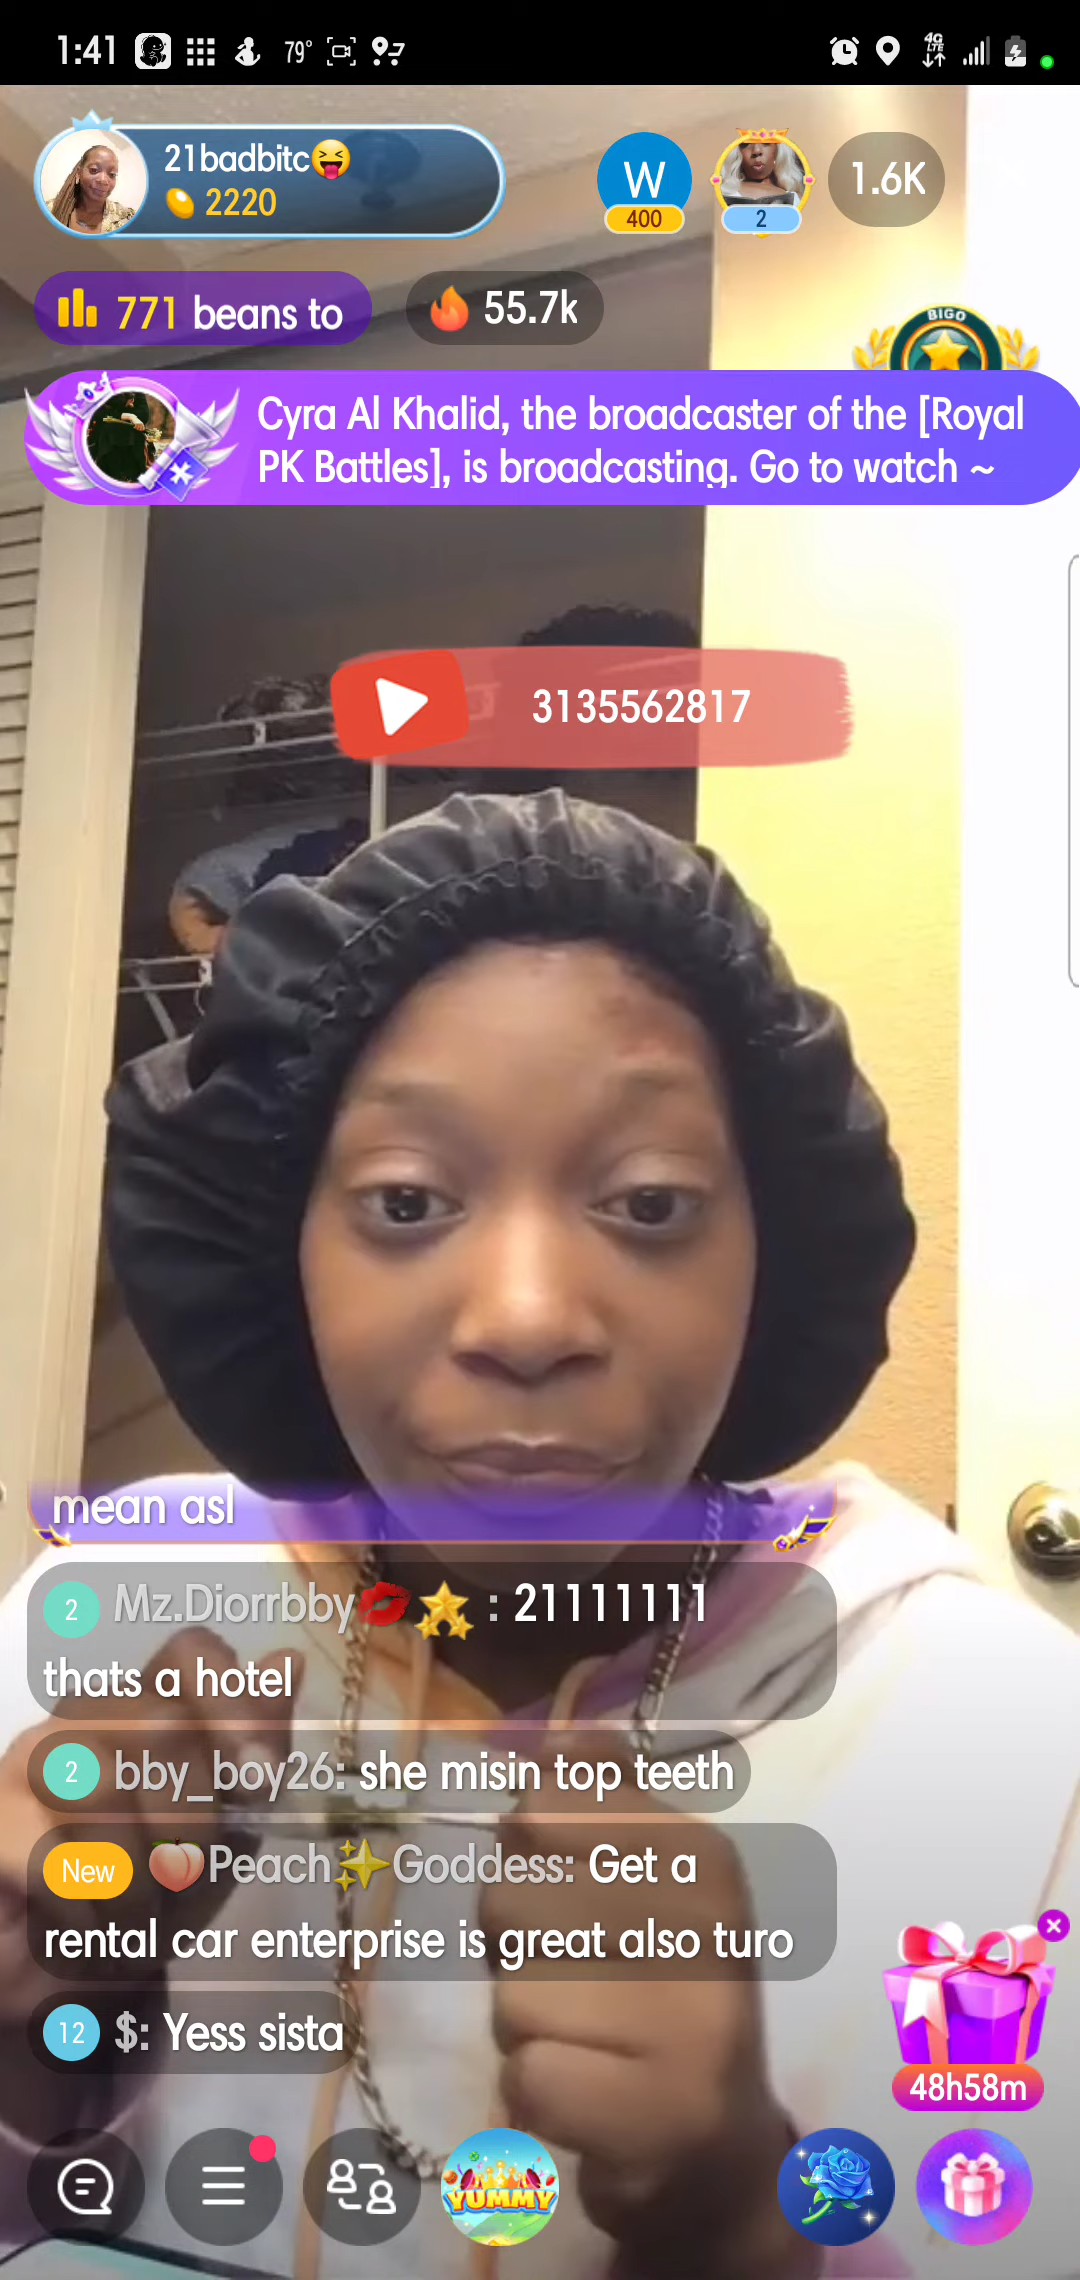 1:41 79° 4G LTE
21badbitc😝
2220
W
400
2
1.6K
771 beans to
55.7k
BIGO
Cyra Al Khalid, the broadcaster of the [Royal
PK Battles], is broadcasting. Go to watch ~
3135562817
mean asl
2 Mz.Diorrbby💋🌟 : 21111111
thats a hotel
2 bby_boy26: she misin top teeth
New 🍑Peach✨Goddess: Get a
rental car enterprise is great also turo
12 $: Yess sista
48h58m
YUMMY